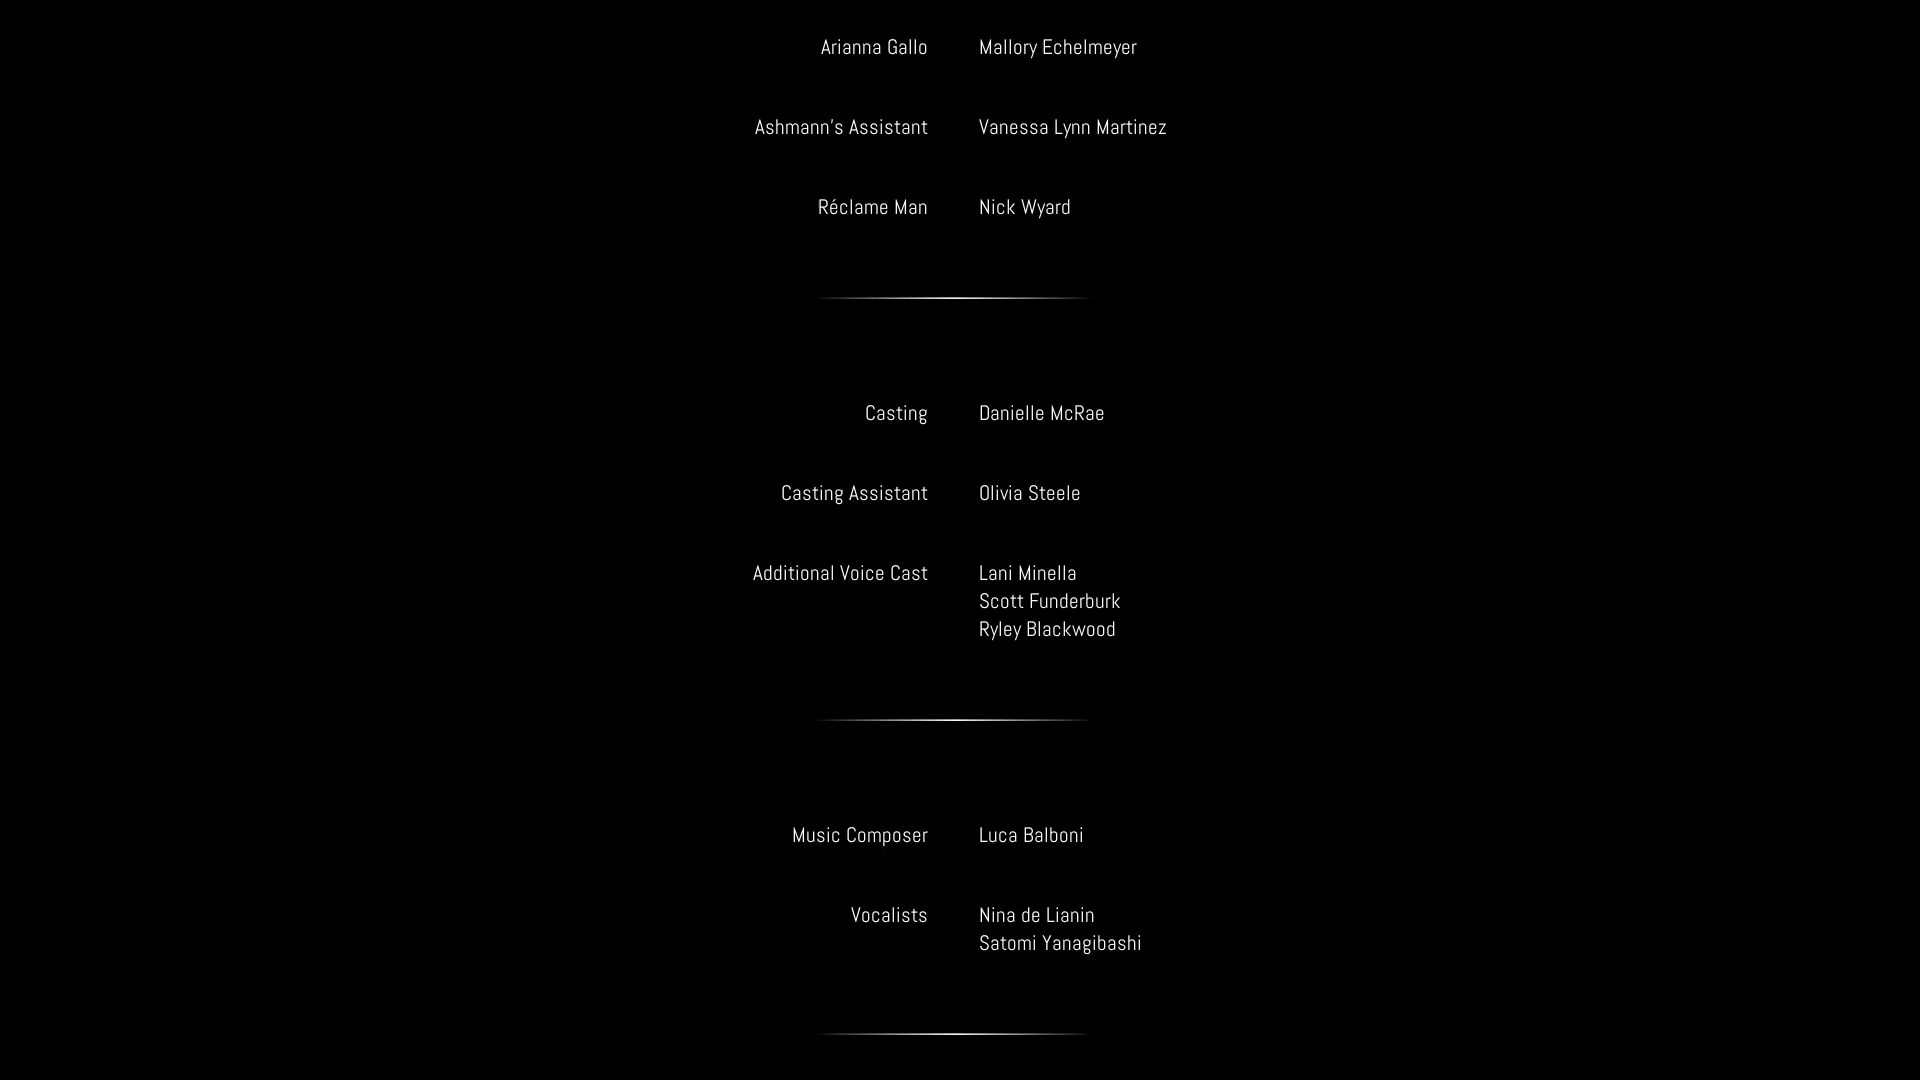 Arianna Gallo Mallory Echelmeyer
Ashmann's Assistant Vanessa Lynn Martinez
Réclame Man Nick Wyard
Casting Danielle McRae
Casting Assistant Olivia Steele
Additional Voice Cast Lani Minella
Scott Funderburk
Ryley Blackwood
Music Composer Luca Balboni
Vocalists Nina de Lianin
Satomi Yanagibashi